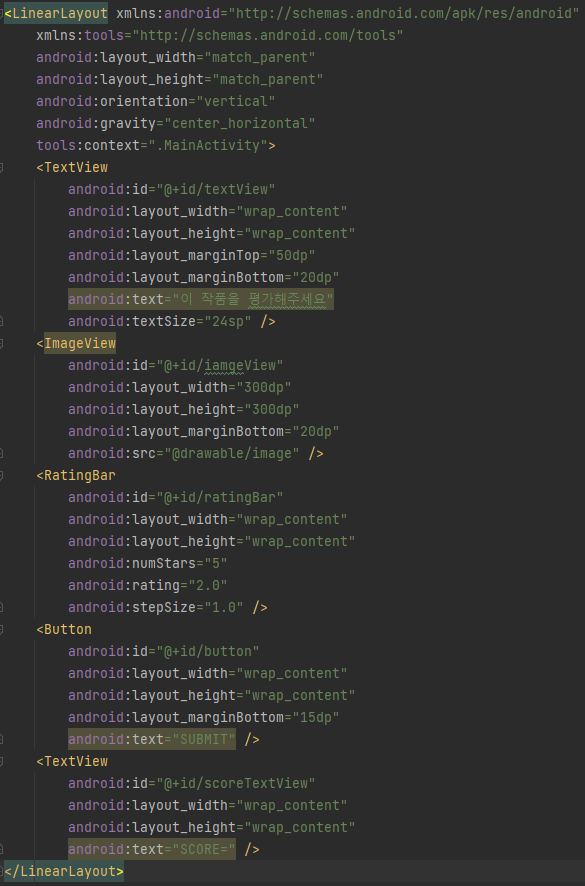 <LinearLayout xmlns:android="http://schemas.android.com/apk/res/android"
    xmlns:tools="http://schemas.android.com/tools"
    android:layout_width="match_parent"
    android:layout_height="match_parent"
    android:orientation="vertical"
    android:gravity="center_horizontal"
    tools:context=".MainActivity">
    <TextView
        android:id="@+id/textView"
        android:layout_width="wrap_content"
        android:layout_height="wrap_content"
        android:layout_marginTop="50dp"
        android:layout_marginBottom="20dp"
        android:text="이 작품을 평가해주세요"
        android:textSize="24sp" />
    <ImageView
        android:id="@+id/iamgeView"
        android:layout_width="300dp"
        android:layout_height="300dp"
        android:layout_marginBottom="20dp"
        android:src="@drawable/image" />
    <RatingBar
        android:id="@+id/ratingBar"
        android:layout_width="wrap_content"
        android:layout_height="wrap_content"
        android:numStars="5"
        android:rating="2.0"
        android:stepSize="1.0" />
    <Button
        android:id="@+id/button"
        android:layout_width="wrap_content"
        android:layout_height="wrap_content"
        android:layout_marginBottom="15dp"
        android:text="SUBMIT" />
    <TextView
        android:id="@+id/scoreTextView"
        android:layout_width="wrap_content"
        android:layout_height="wrap_content"
        android:text="SCORE=" />
</LinearLayout>